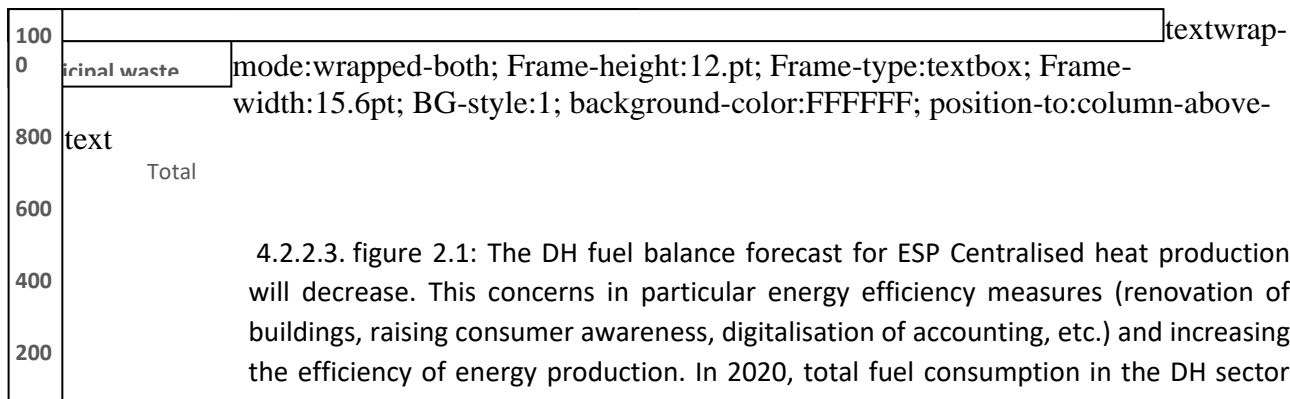 textwrap-
100
0
icipal waste
mode:wrapped-both; Frame-height:12.pt; Frame-type:textbox; Frame-
width:15.6pt; BG-style:1; background-color:FFFFFF; position-to:column-above-
800
text
Total
600
4.2.2.3. figure 2.1: The DH fuel balance forecast for ESP Centralised heat production
400
will decrease. This concerns in particular energy efficiency measures (renovation of
buildings, raising consumer awareness, digitalisation of accounting, etc.) and increasing
200
the efficiency of energy production. In 2020, total fuel consumption in the DH sector